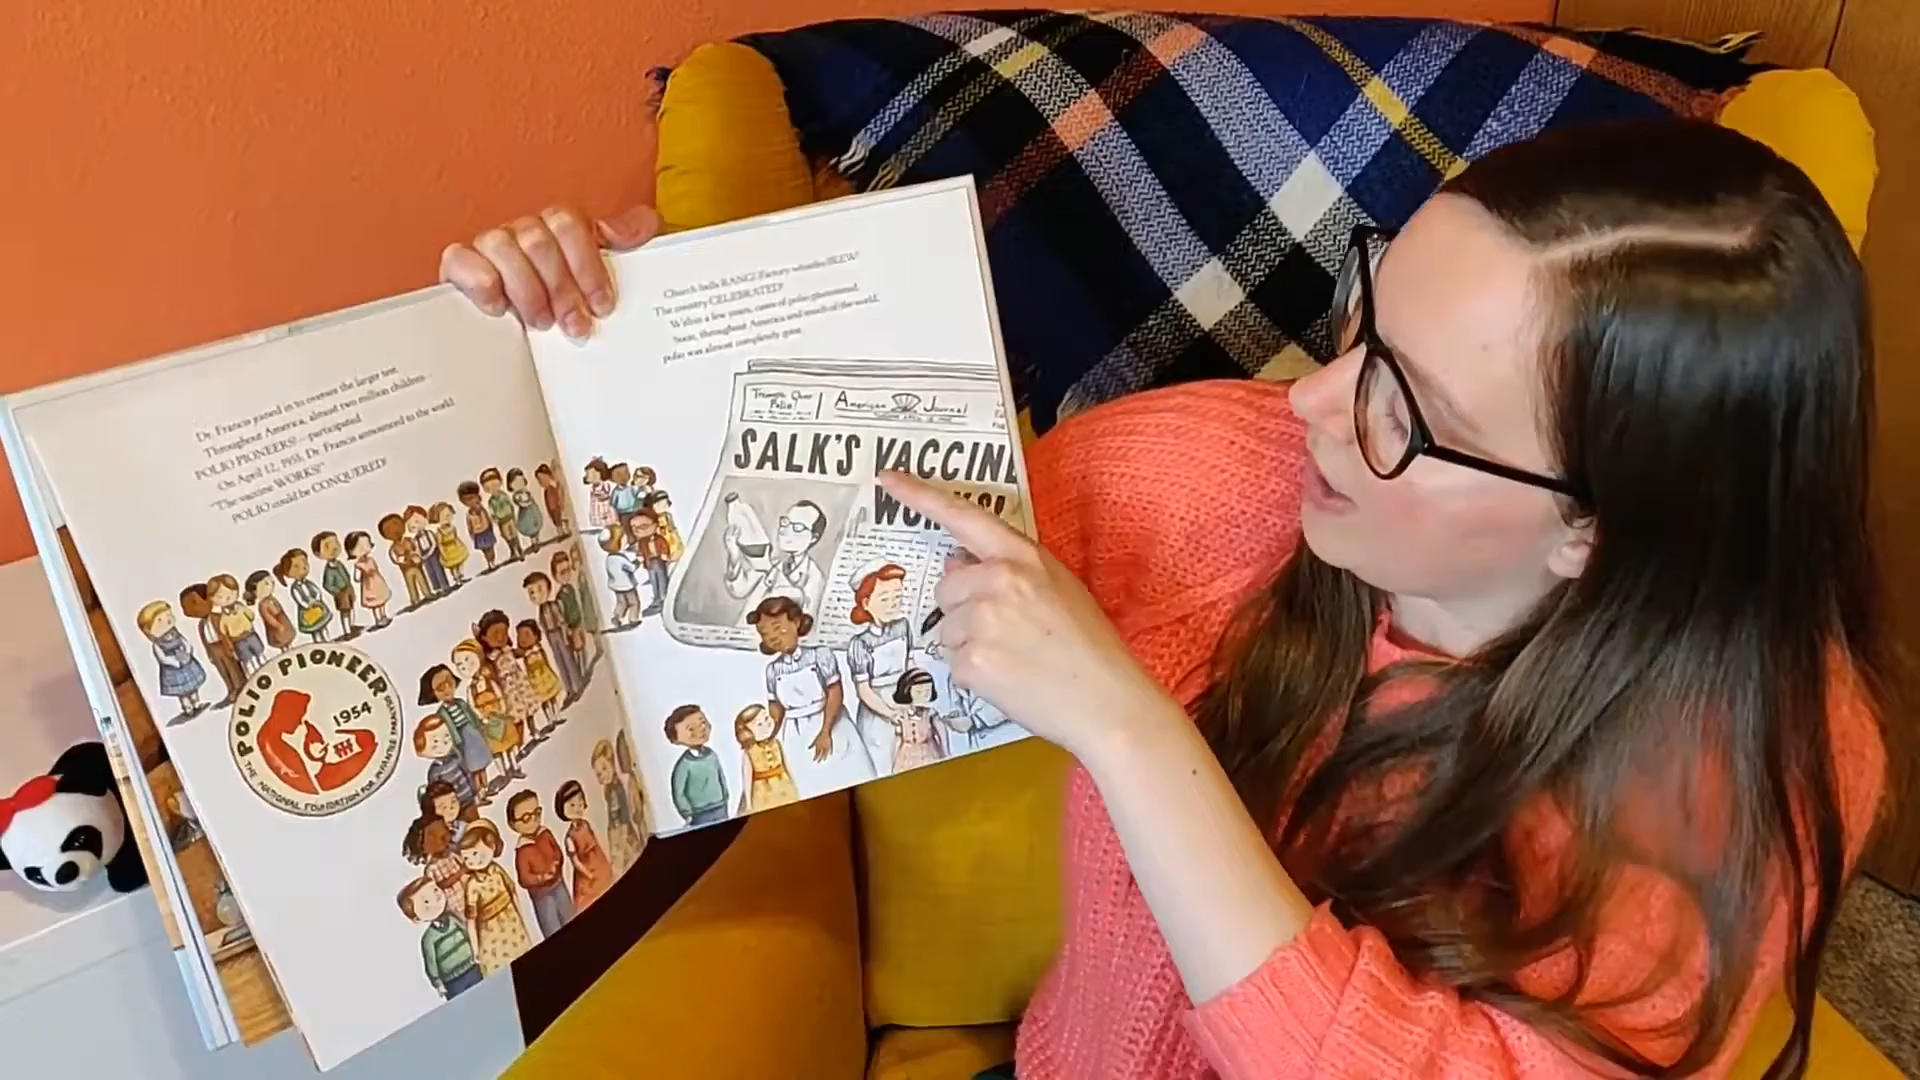 Dr. Francis joined in to oversee the larger test.
Throughout America, almost two million children—
POLIO PIONEERS!—participated.
On April 12, 1955, Dr. Francis announced to the world
"The vaccine WORKS!"
POLIO could be CONQUERED!
POLIO PIONEER
1954
THE NATIONAL FOUNDATION FOR INFANTILE PARALYSIS
Church bells RANG! Factory whistles BLEW!
The country CELEBRATED!
Within a few years, cases of polio plummeted.
Soon, throughout America and much of the world,
polio was almost completely gone.
Triumph Over
Polio!
American Journal
SALK'S VACCINE